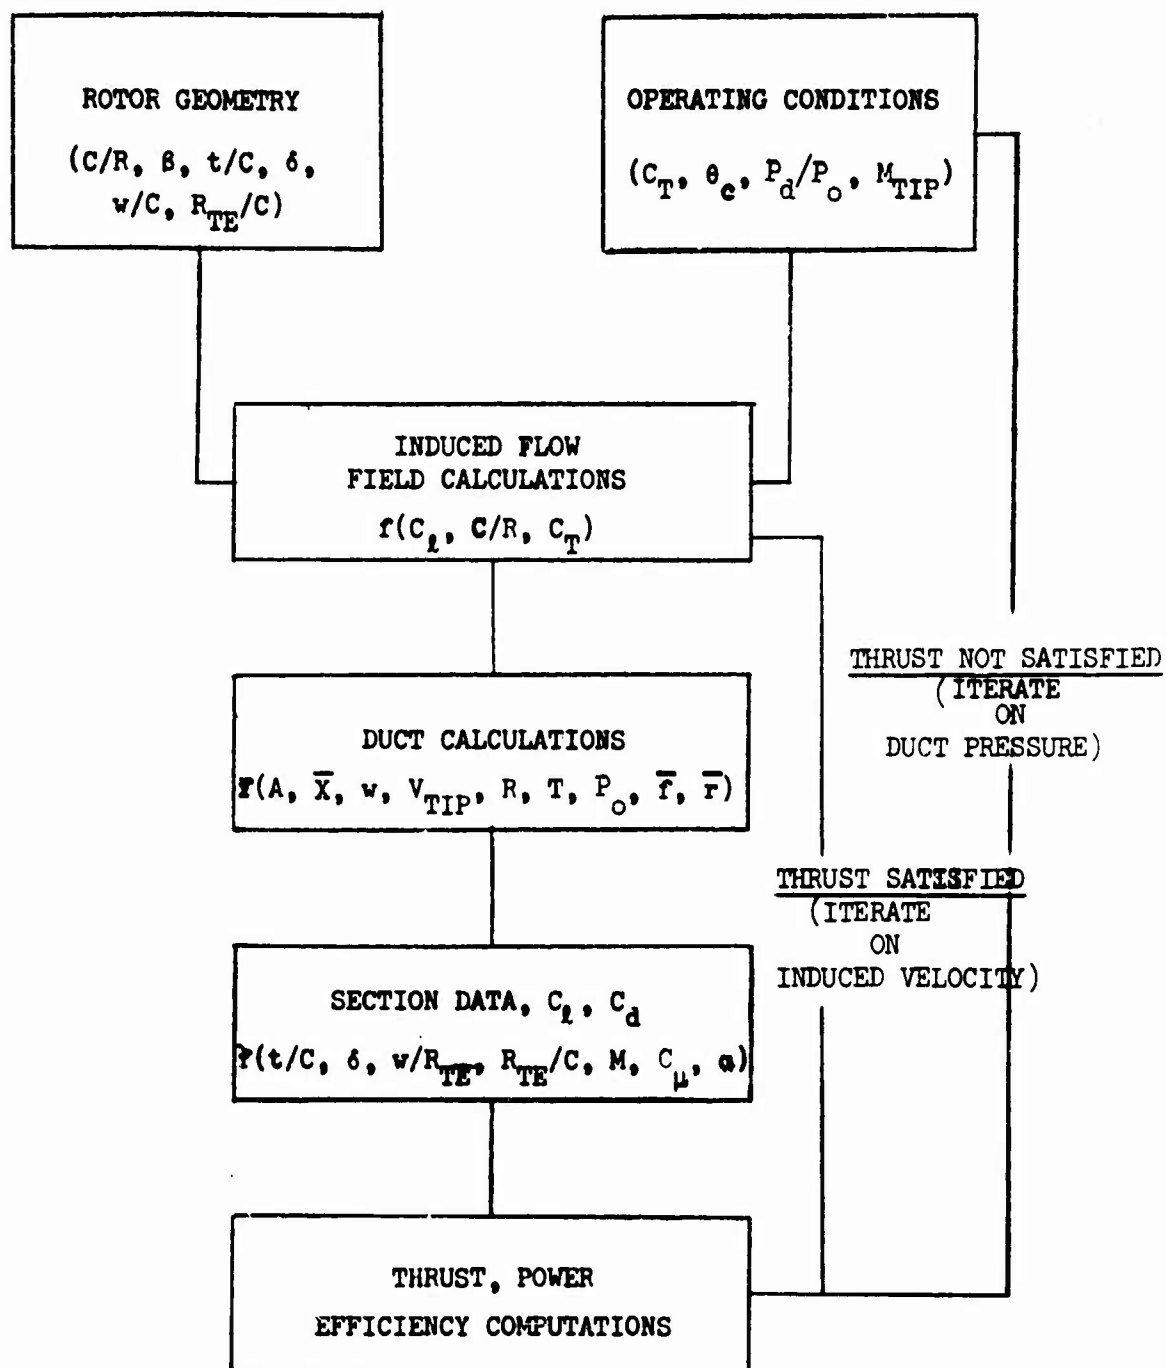 ROTOR GEOMETRY
(C/R, β, t/C, δ,
w/C, R_TE/C)
OPERATING CONDITIONS
(C_T, θ_c, P_d/P_o, M_TIP)
INDUCED FLOW
FIELD CALCULATIONS
f(C_ℓ, C/R, C_T)
THRUST NOT SATISFIED
(ITERATE
ON
DUCT PRESSURE)
DUCT CALCULATIONS
F(A, X̅, w, V_TIP, R, T, P_o, f̅, r̅)
THRUST SATISFIED
(ITERATE
ON
INDUCED VELOCITY)
SECTION DATA, C_ℓ, C_d
F(t/C, δ, w/R_TE, R_TE/C, M, C_μ, α)
THRUST, POWER
EFFICIENCY COMPUTATIONS